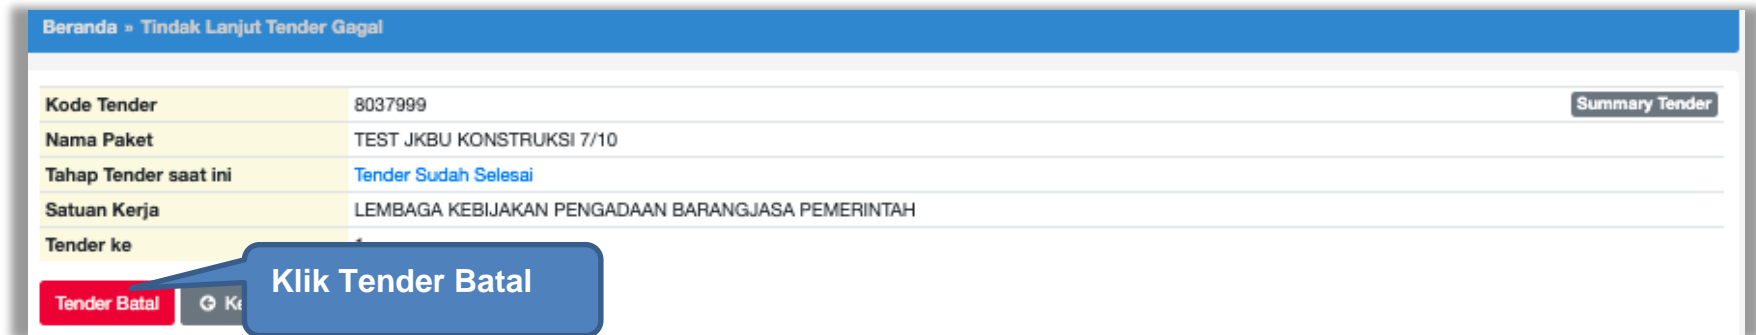 Beranda » Tindak Lanjut Tender Gagal
Kode Tender 8037999 Summary Tender
Nama Paket TEST JKBU KONSTRUKSI 7/10
Tahap Tender saat ini Tender Sudah Selesai
Satuan Kerja LEMBAGA KEBIJAKAN PENGADAAN BARANGJASA PEMERINTAH
Tender ke
Klik Tender Batal
Tender Batal